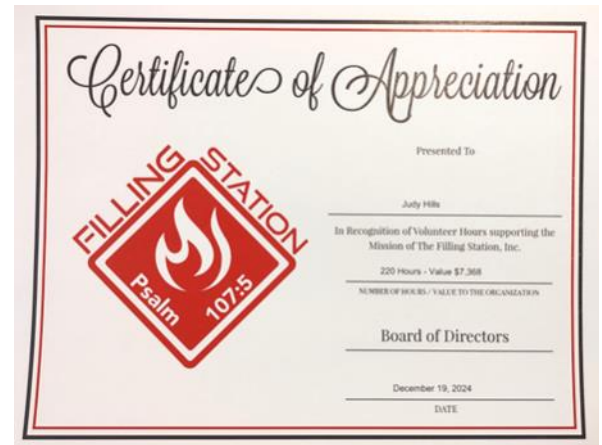 Certificate of Appreciation
FILLING STATION
Psalm 107:5
Presented To
Judy Hills
In Recognition of Volunteer Hours supporting the
Mission of The Filling Station, Inc.
220 Hours - Value $7,368
NUMBER OF HOURS / VALUE TO THE ORGANIZATION
Board of Directors
December 19, 2024
DATE